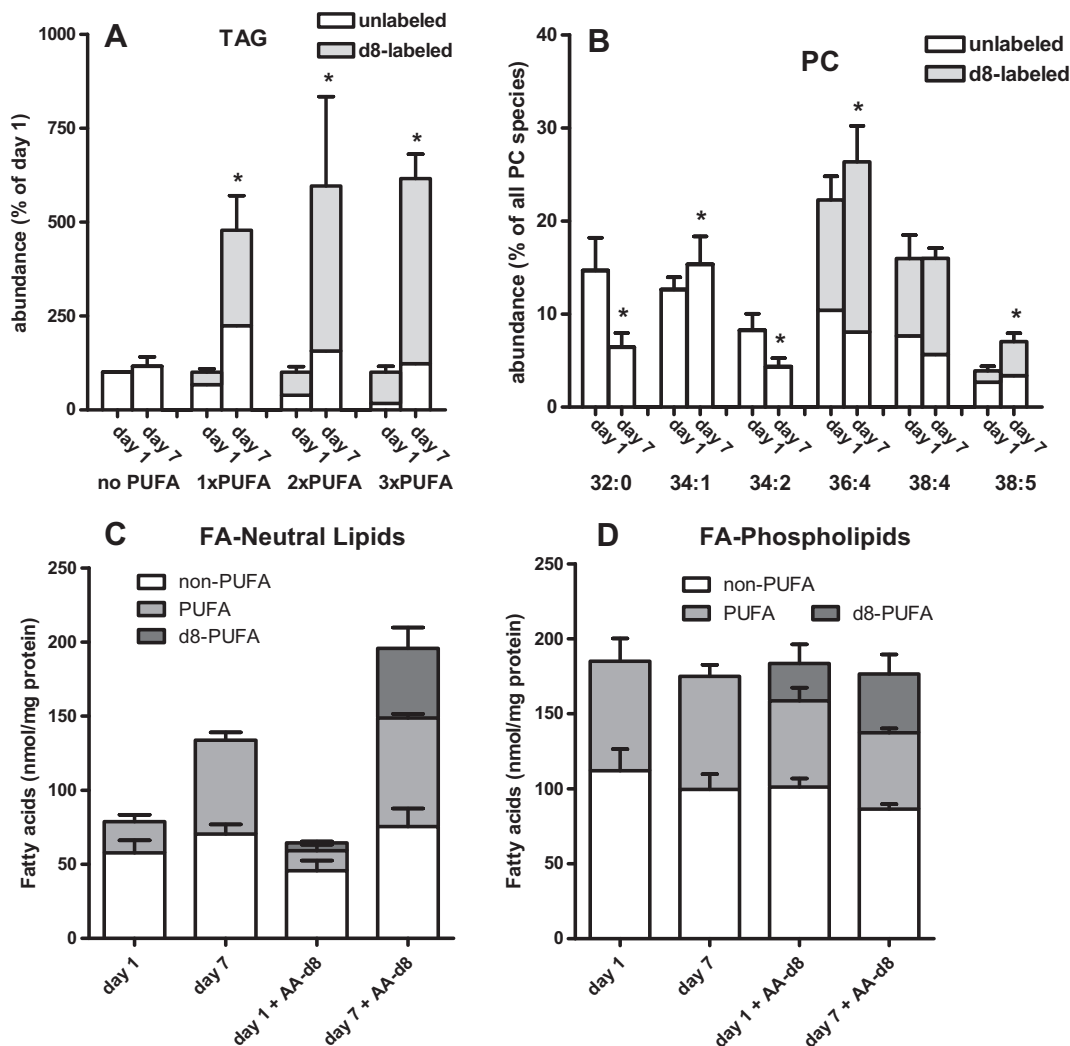 A
TAG
unlabeled
d8-labeled
abundance (% of day 1)
1000
750
500
250
0
*
*
*
day 1
day 7
day 1
day 7
day 1
day 7
day 1
day 7
no PUFA
1xPUFA
2xPUFA
3xPUFA
B
PC
unlabeled
d8-labeled
abundance (% of all PC species)
40
30
20
10
0
*
*
*
*
*
day 1
day 7
day 1
day 7
day 1
day 7
day 1
day 7
day 1
day 7
day 1
day 7
32:0
34:1
34:2
36:4
38:4
38:5
C
FA-Neutral Lipids
non-PUFA
PUFA
d8-PUFA
Fatty acids (nmol/mg protein)
250
200
150
100
50
0
day 1
day 7
day 1 + AA-d8
day 7 + AA-d8
D
FA-Phospholipids
non-PUFA
PUFA
d8-PUFA
Fatty acids (nmol/mg protein)
250
200
150
100
50
0
day 1
day 7
day 1 + AA-d8
day 7 + AA-d8